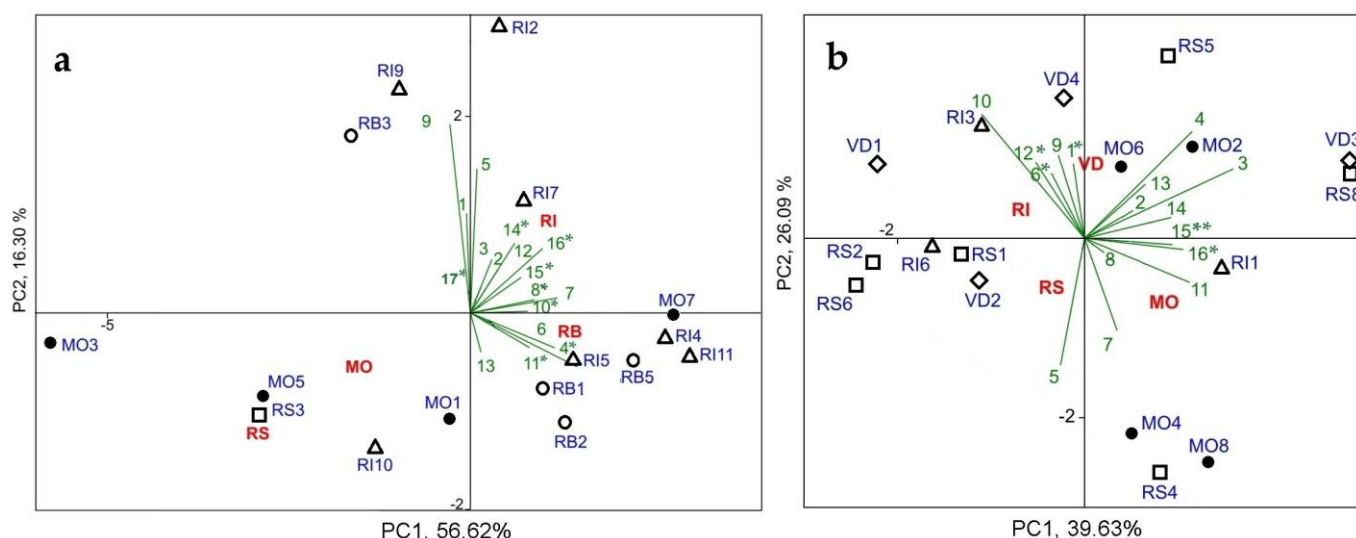 a
RI2
RI9
2
9
RB3
5
1
RI7
RI
14*
16*
3
12
2
17*
15*
8*
7
10*
MO7
-5
6
RB
RI4
MO3
4*
RI11
13
11*
RI5
RB5
MO
MO5
RB1
RS3
MO1
RB2
RS
RI10
-2
PC2, 16.30 %
PC1, 56.62%
b
RS5
VD4
10
4
RI3
VD3
12*
9
1*
MO2
VD1
6*
VD
MO6
3
RS8
13
RI
2
14
-2
15**
RS2
RI6
RS1
8
16*
RI1
RS6
VD2
RS
11
MO
7
5
-2
MO4
MO8
RS4
PC2, 26.09 %
PC1, 39.63%